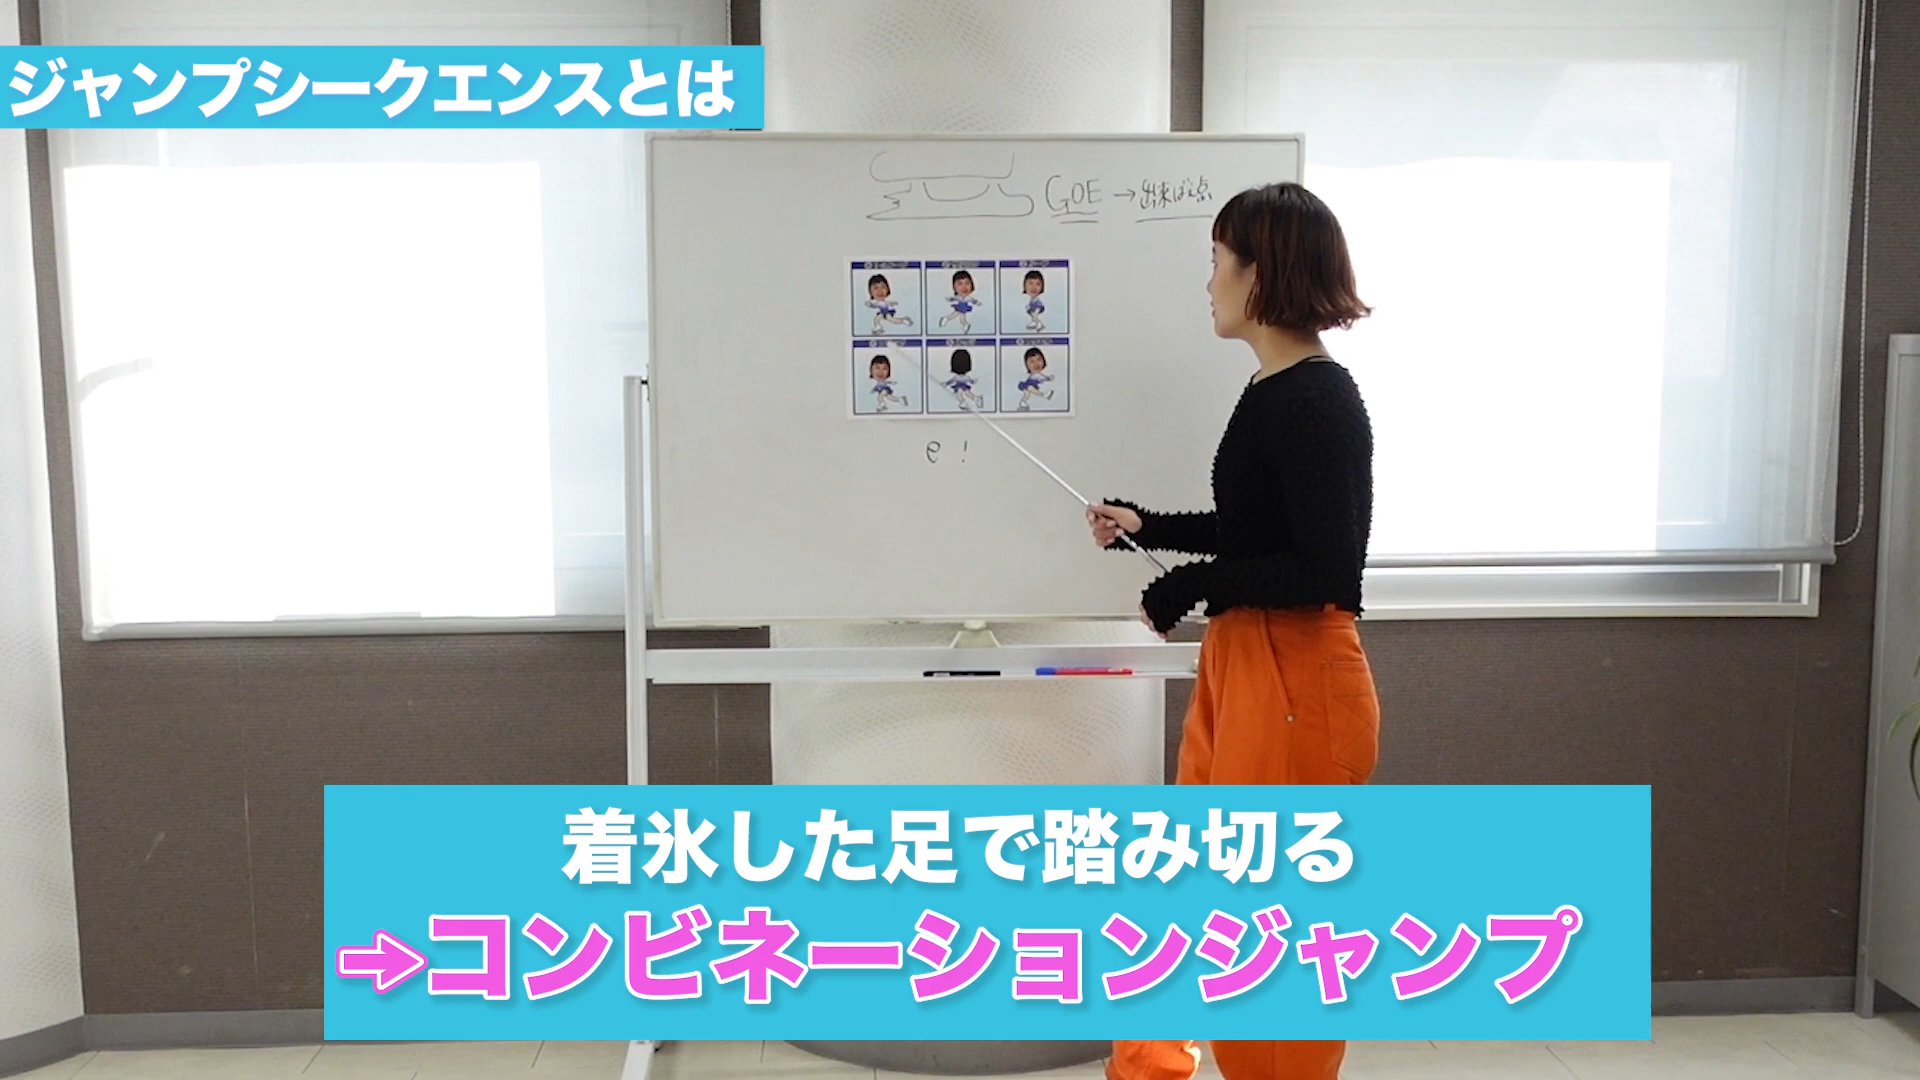 ジャンプシークエンスとは
GOE →出来ばえ点
e !
着氷した足で踏み切る
⇨コンビネーションジャンプ